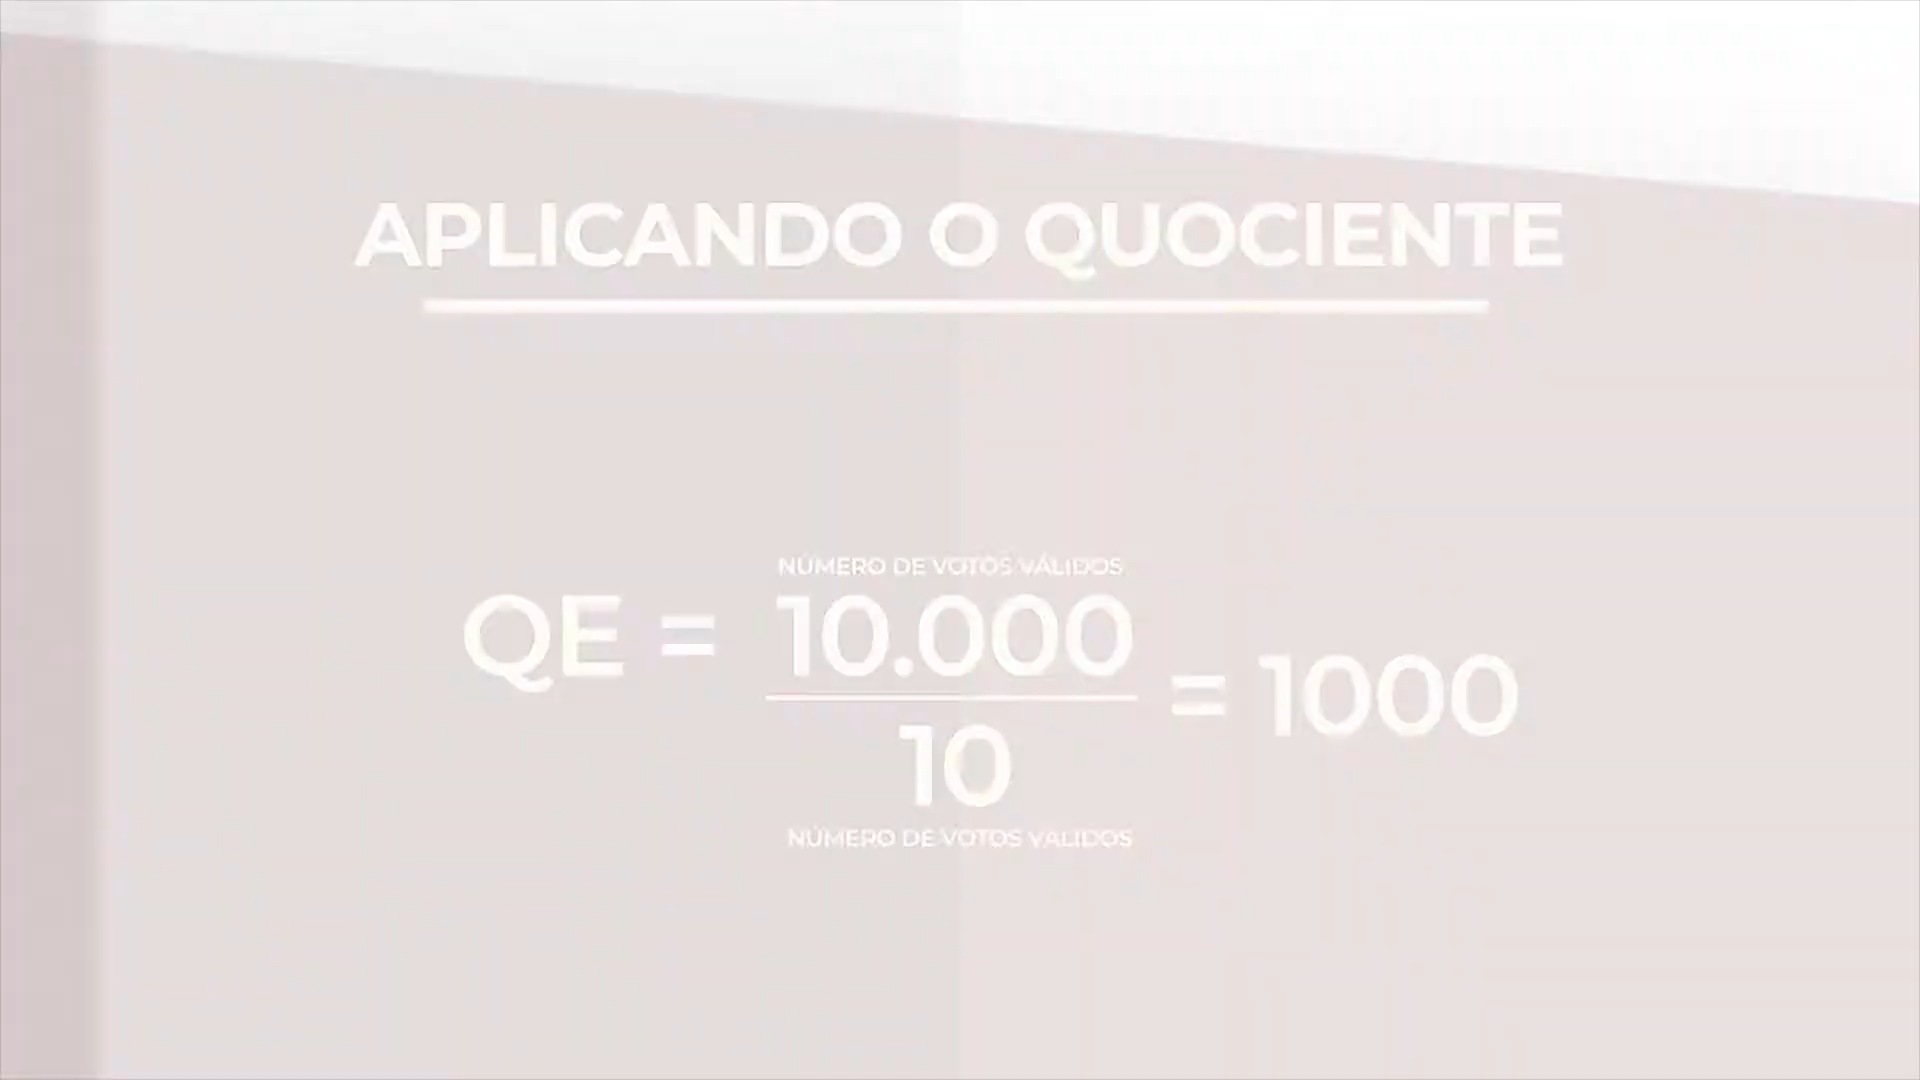 APLICANDO O QUOCIENTE
NÚMERO DE VOTOS VÁLIDOS
QE = 10.000 = 1000
10
NÚMERO DE VOTOS VÁLIDOS